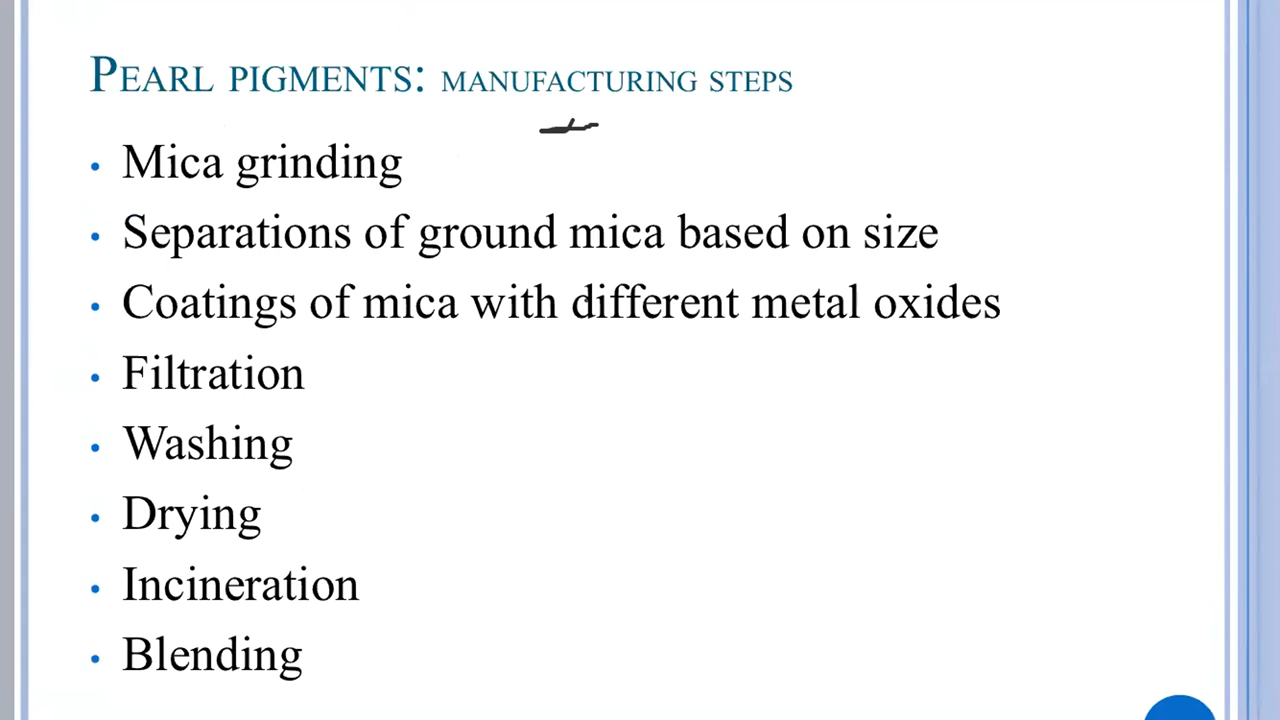 PEARL PIGMENTS: MANUFACTURING STEPS
• Mica grinding
• Separations of ground mica based on size
• Coatings of mica with different metal oxides
• Filtration
• Washing
• Drying
• Incineration
• Blending